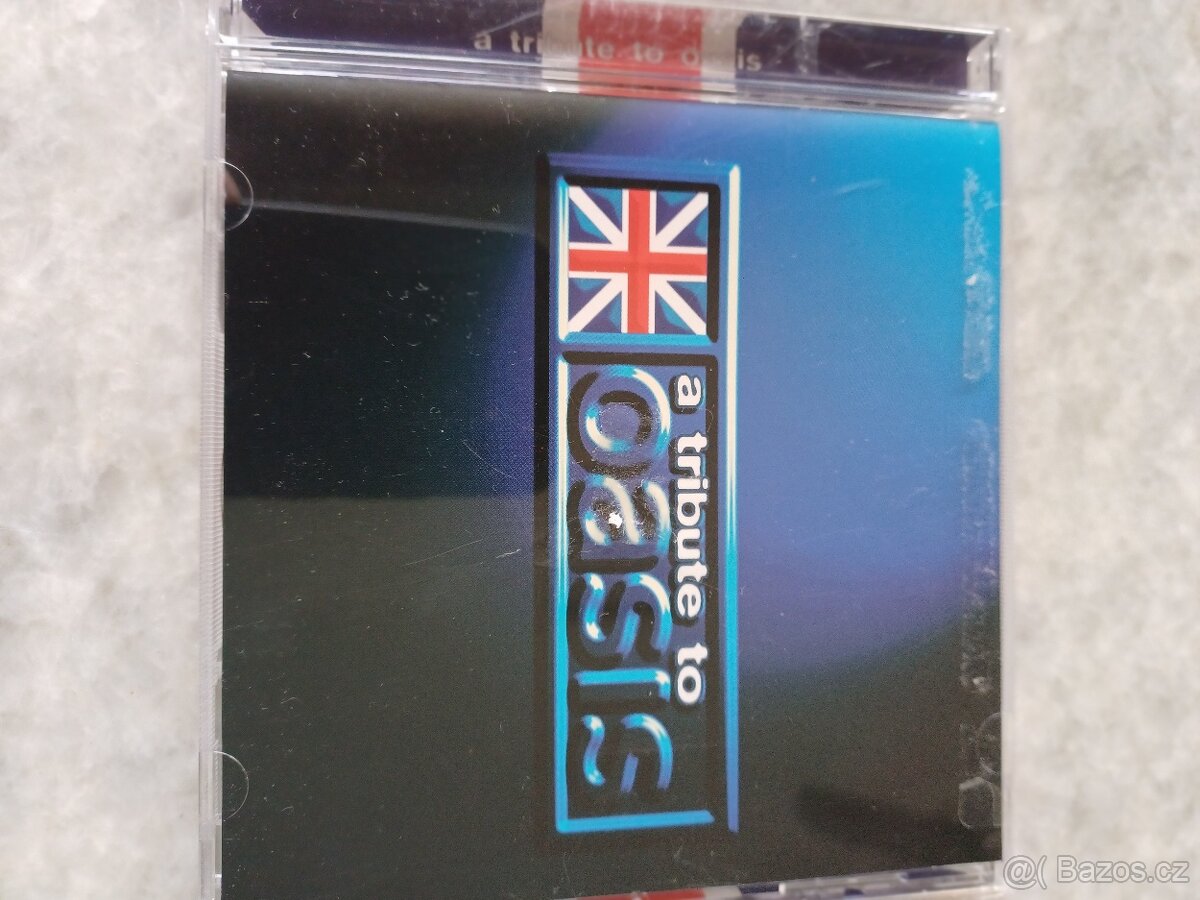 a tribute to oasis
a tribute to
oasis
@( Bazos.cz